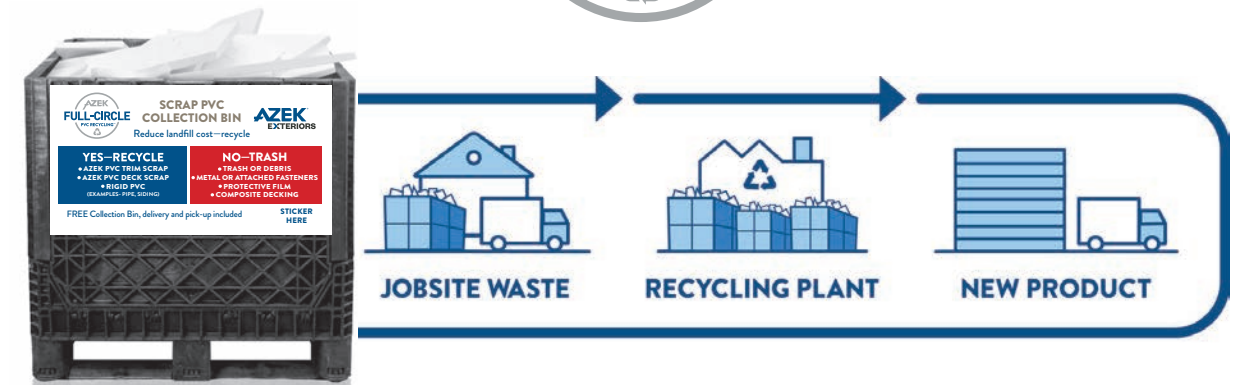 AZEK
FULL-CIRCLE
PVC RECYCLING
SCRAP PVC
COLLECTION BIN
AZEK
EXTERIORS
Reduce landfill cost—recycle
YES—RECYCLE
• AZEK PVC TRIM SCRAP
• AZEK PVC DECK SCRAP
• RIGID PVC
(EXAMPLES- PIPE, SIDING)
NO—TRASH
• TRASH OR DEBRIS
• METAL OR ATTACHED FASTENERS
• PROTECTIVE FILM
• COMPOSITE DECKING
FREE Collection Bin, delivery and pick-up included
STICKER
HERE
JOBSITE WASTE
RECYCLING PLANT
NEW PRODUCT